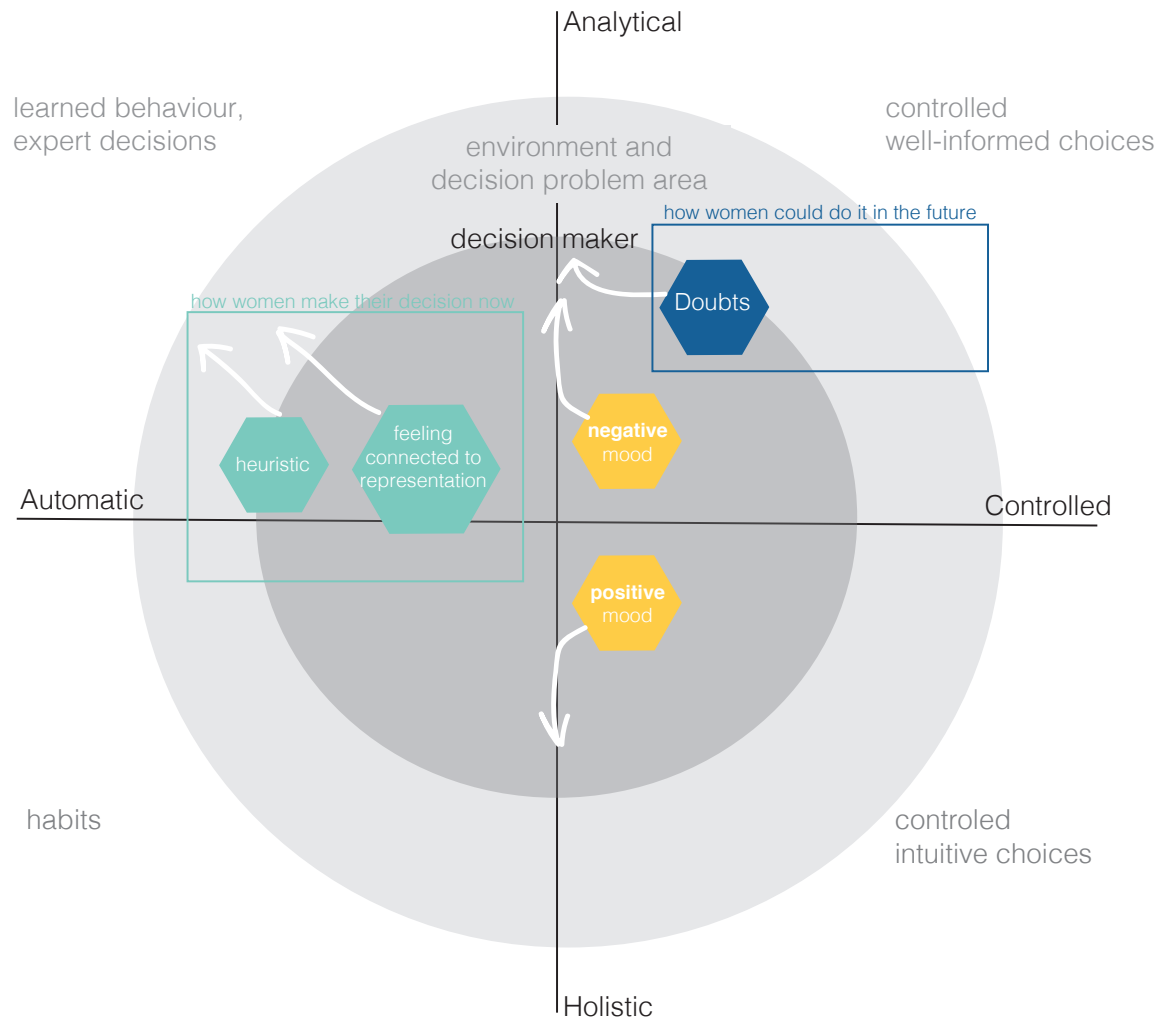 Analytical
learned behaviour,
expert decisions
controlled
well-informed choices
environment and
decision problem area
how women could do it in the future
decision maker
Doubts
how women make their decision now
negative
mood
feeling
connected to
representation
heuristic
Automatic
Controlled
positive
mood
habits
controled
intuitive choices
Holistic